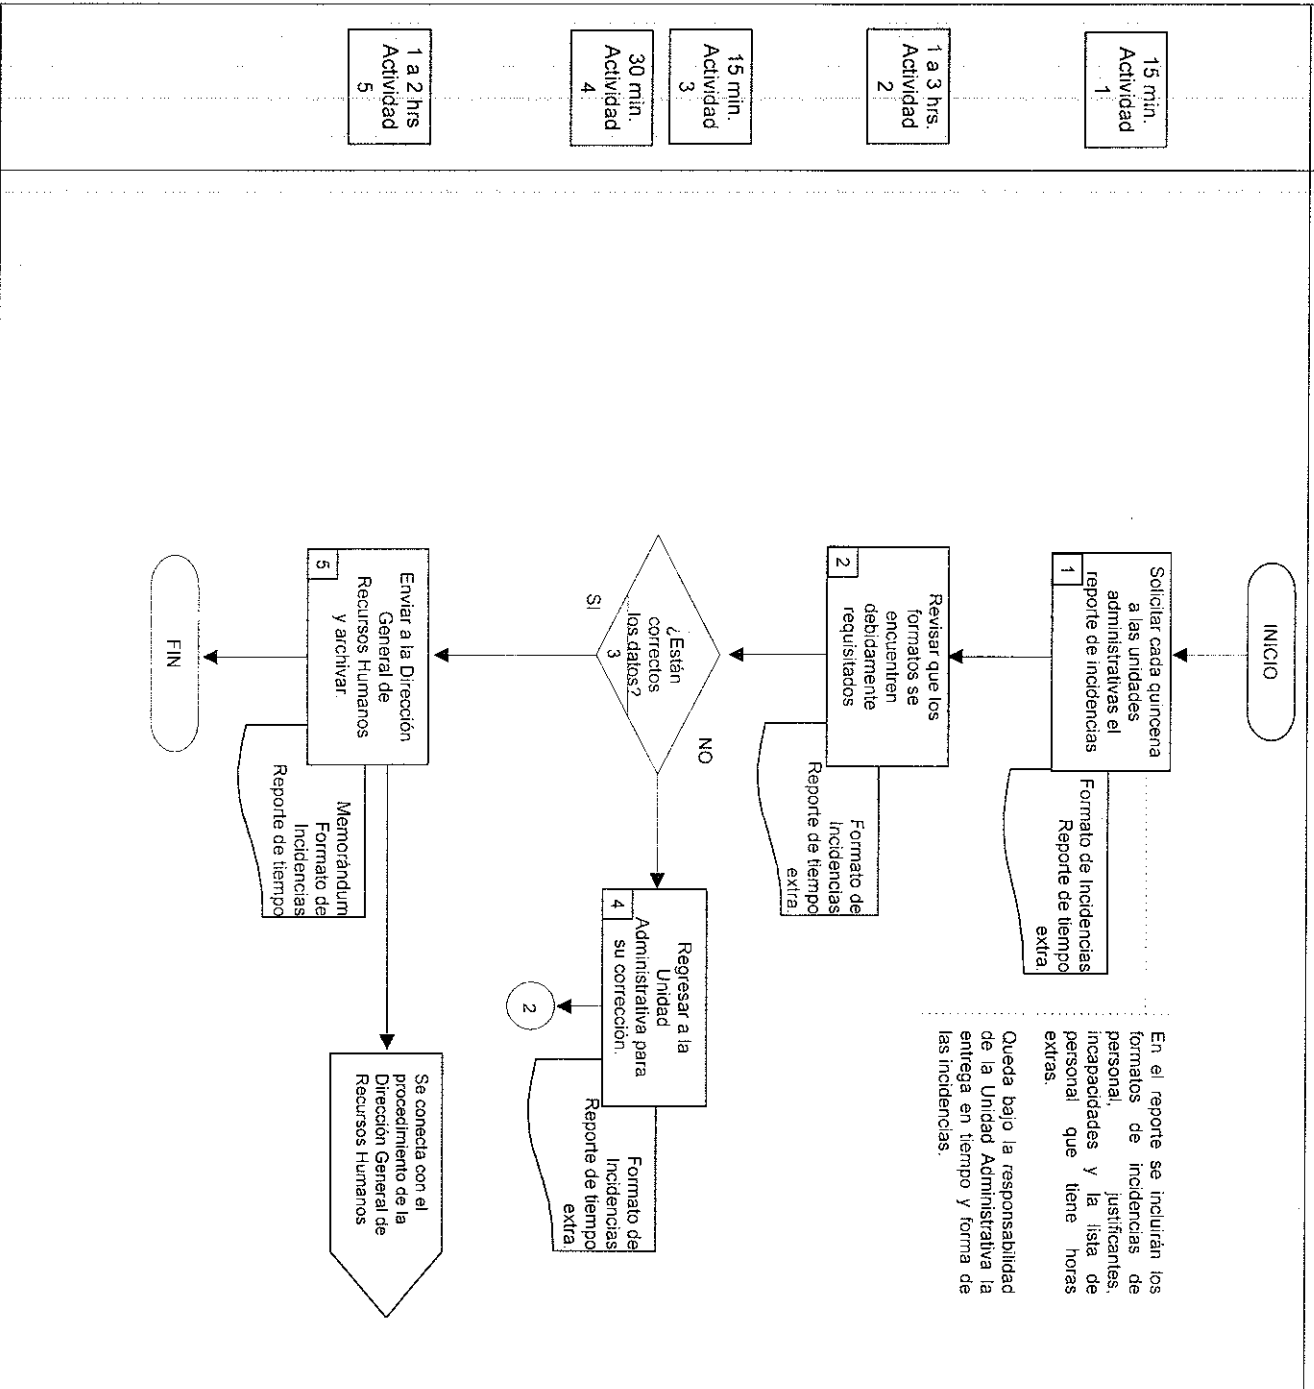 15 min.
Actividad
1
1 a 3 hrs.
Actividad
2
15 min.
Actividad
3
30 min.
Actividad
4
1 a 2 hrs
Actividad
5
INICIO
Solicitar cada quincena
a las unidades
administrativas el
reporte de incidencias
1
Formato de Incidencias
Reporte de tiempo
extra.
En el reporte se incluirán los
formatos de incidencias de
personal, justificantes,
incapacidades y la lista de
personal que tiene horas
extras.
Queda bajo la responsabilidad
de la Unidad Administrativa la
entrega en tiempo y forma de
las incidencias.
Revisar que los
formatos se
encuentren
debidamente
requisitados
2
Formato de
Incidencias
Reporte de tiempo
extra.
¿Están
correctos
los datos?
3
NO
SI
Regresar a la
Unidad
Administrativa para
su corrección.
4
Formato de
Incidencias
Reporte de tiempo
extra.
2
Enviar a la Dirección
General de
Recursos Humanos
y archivar.
5
Memorándum
Formato de
Incidencias
Reporte de tiempo
Se conecta con el
procedimiento de la
Dirección General de
Recursos Humanos
FIN